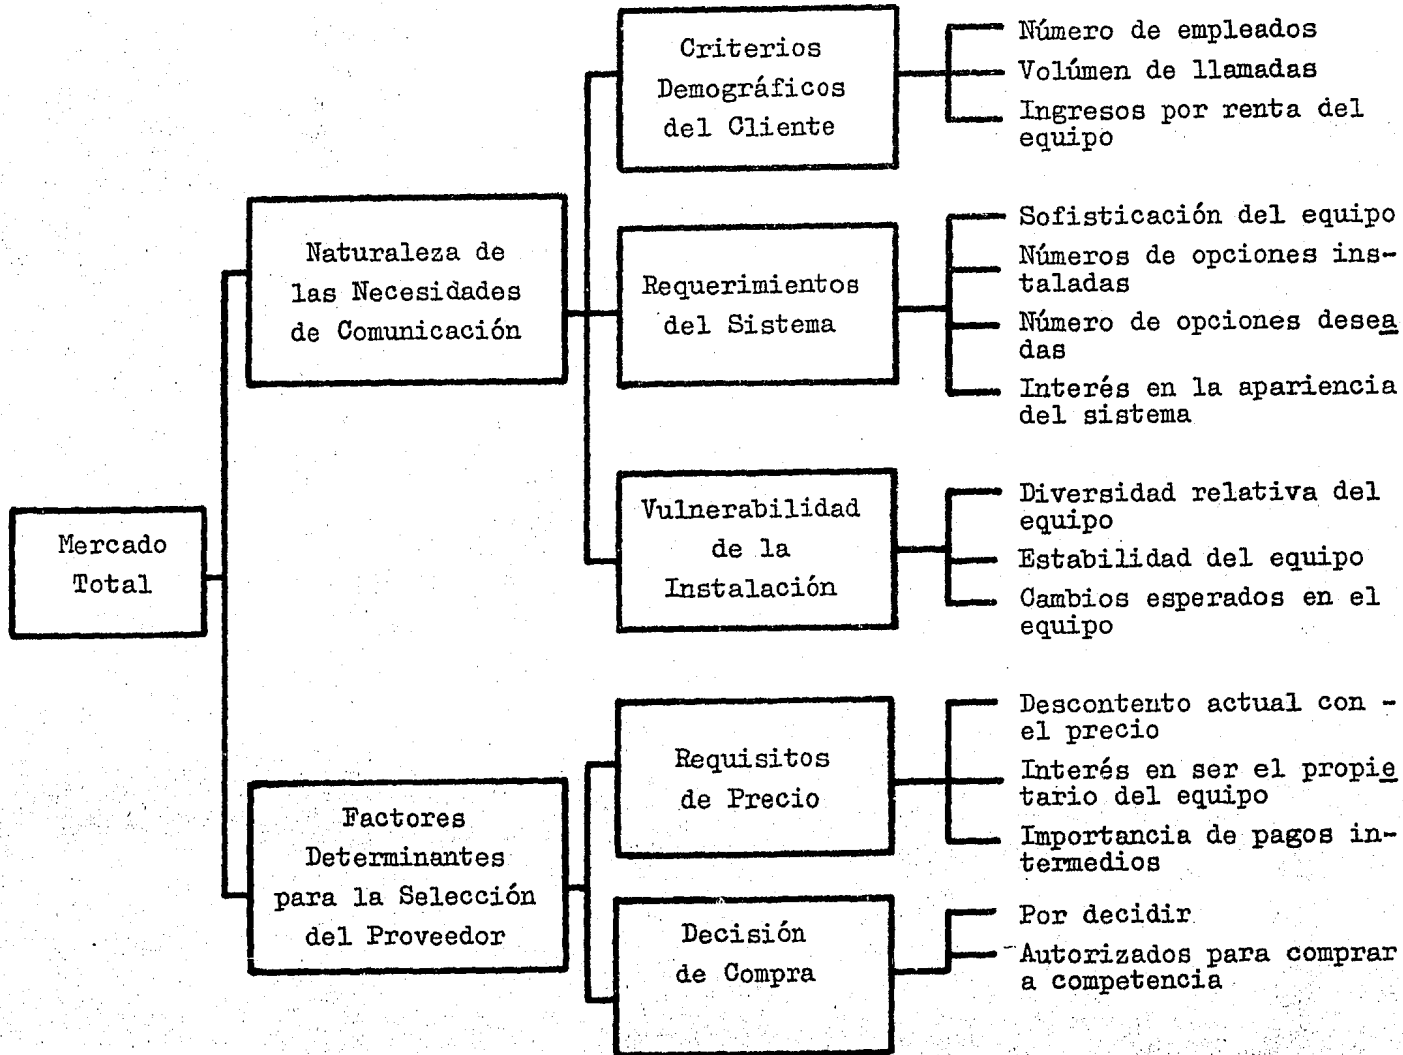 Mercado
Total
Naturaleza de
las Necesidades
de Comunicación
Criterios
Demográficos
del Cliente
Número de empleados
Volúmen de llamadas
Ingresos por renta del
equipo
Requerimientos
del Sistema
Sofisticación del equipo
Números de opciones ins-
taladas
Número de opciones desea
das
Interés en la apariencia
del sistema
Vulnerabilidad
de la
Instalación
Diversidad relativa del
equipo
Estabilidad del equipo
Cambios esperados en el
equipo
Factores
Determinantes
para la Selección
del Proveedor
Requisitos
de Precio
Descontento actual con -
el precio
Interés en ser el propie
tario del equipo
Importancia de pagos in-
termedios
Decisión
de Compra
Por decidir
Autorizados para comprar
a competencia